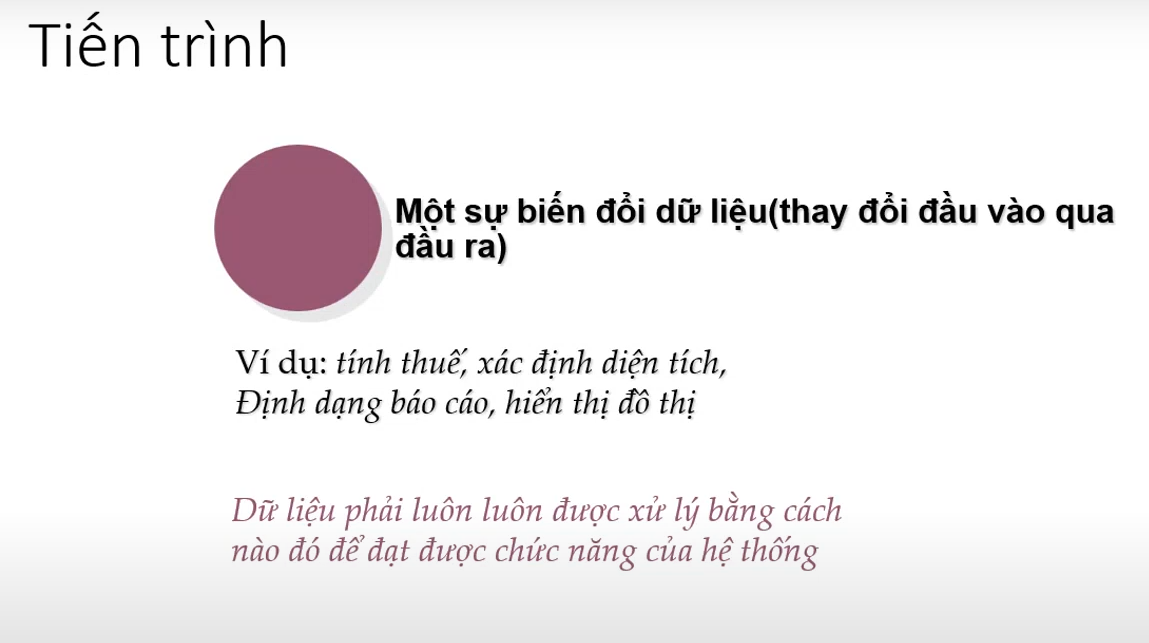 Tiến trình
Một sự biến đổi dữ liệu(thay đổi đầu vào qua
đầu ra)
Ví dụ: tính thuế, xác định diện tích,
Định dạng báo cáo, hiển thị đồ thị
Dữ liệu phải luôn luôn được xử lý bằng cách
nào đó để đạt được chức năng của hệ thống